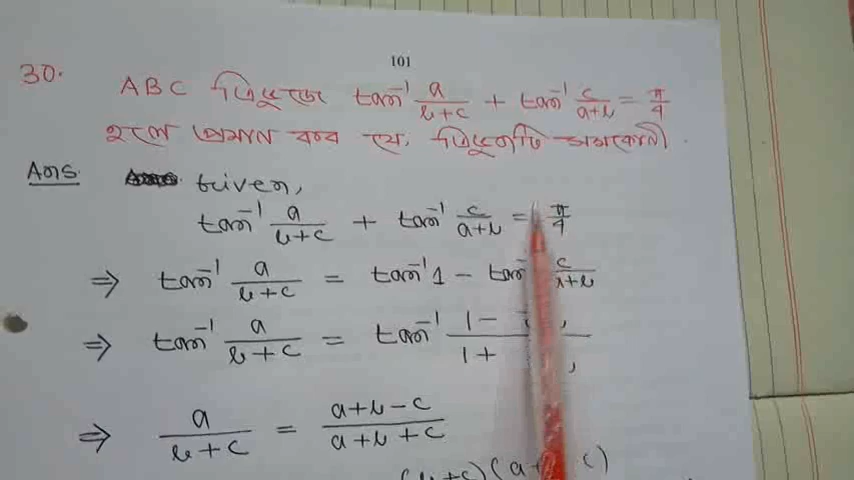 101
30. ABC ত্রিভুজে tan⁻¹ a/(b+c) + tan⁻¹ c/(a+b) = π/4
হলে প্রমাণ কর যে, ত্রিভুজটি সমকোণী.
Ans. Given,
tan⁻¹ a/(b+c) + tan⁻¹ c/(a+b) = π/4
⇒ tan⁻¹ a/(b+c) = tan⁻¹ 1 − tan⁻¹ c/(a+b)
⇒ tan⁻¹ a/(b+c) = tan⁻¹ (1 −)/(1 +)
⇒ a/(b+c) = (a+b−c)/(a+b+c)
(b+c)(a+ c)